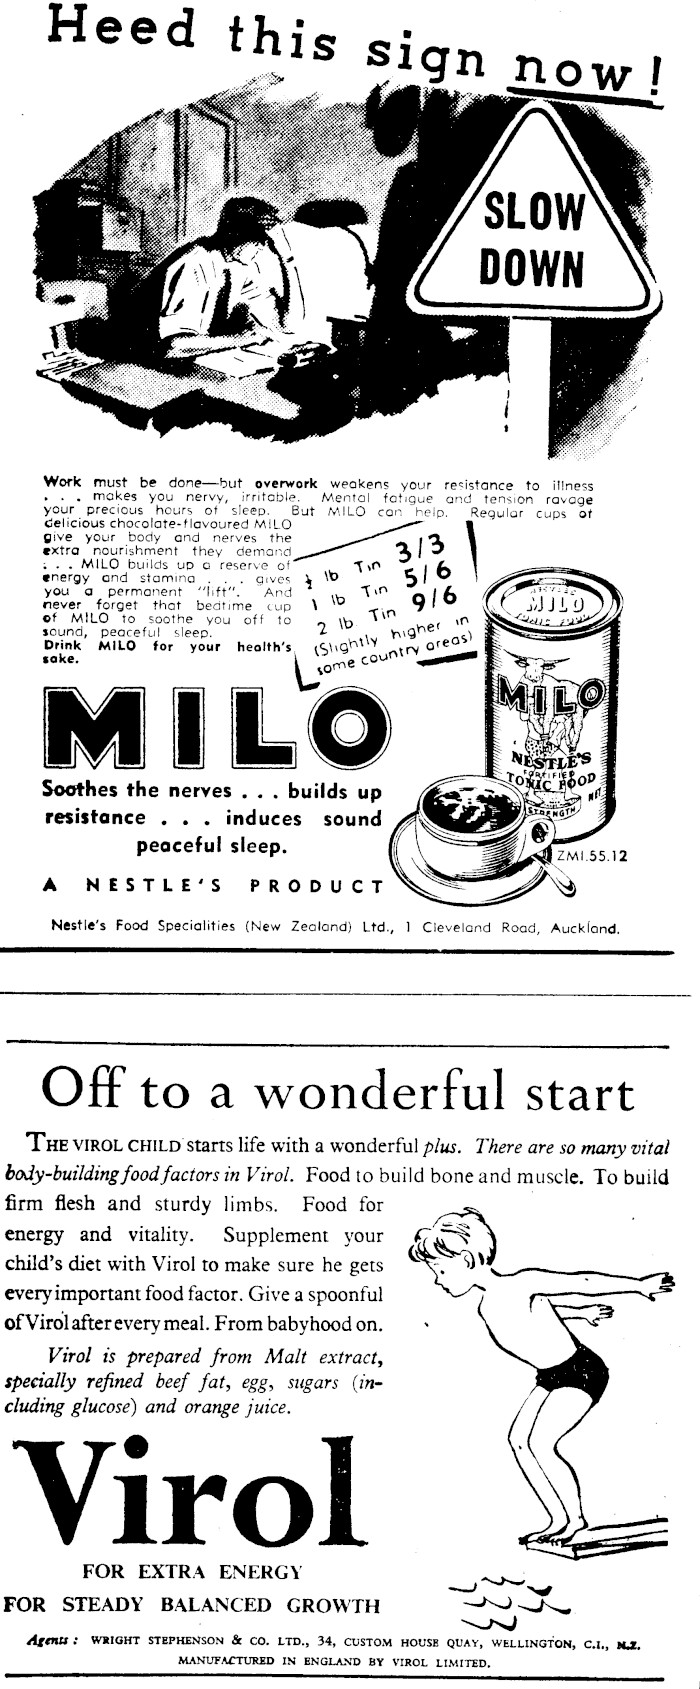 Heed this sign now!
SLOW
DOWN
Work must be done—but overwork weakens your resistance to illness
. . . makes you nervy, irritable. Mental fatigue and tension ravage
your precious hours of sleep. But MILO can help. Regular cups of
delicious chocolate-flavoured MILO
give your body and nerves the
extra nourishment they demand
. . . MILO builds up a reserve of
energy and stamina . . . gives
you a permanent "lift". And
never forget that bedtime cup
of MILO to soothe you off to
sound, peaceful sleep.
Drink MILO for your health's
sake.
½ lb Tin 3/3
1 lb Tin 5/6
2 lb Tin 9/6
(Slightly higher in
some country areas)
MILO
TONIC FOOD
MILO
NESTLÉ'S
FORTIFIED
TONIC FOOD
NET
STRENGTH
MILO
Soothes the nerves . . . builds up
resistance . . . induces sound
peaceful sleep.
ZMI.55.12
A NESTLE'S PRODUCT
Nestle's Food Specialities (New Zealand) Ltd., 1 Cleveland Road, Auckland.
Off to a wonderful start
THE VIROL CHILD starts life with a wonderful plus. There are so many vital
body-building food factors in Virol. Food to build bone and muscle. To build
firm flesh and sturdy limbs. Food for
energy and vitality. Supplement your
child's diet with Virol to make sure he gets
every important food factor. Give a spoonful
of Virol after every meal. From babyhood on.
Virol is prepared from Malt extract,
specially refined beef fat, egg, sugars (in-
cluding glucose) and orange juice.
Virol
FOR EXTRA ENERGY
FOR STEADY BALANCED GROWTH
Agents: WRIGHT STEPHENSON & CO. LTD., 34, CUSTOM HOUSE QUAY, WELLINGTON, C.I., N.Z.
MANUFACTURED IN ENGLAND BY VIROL LIMITED.